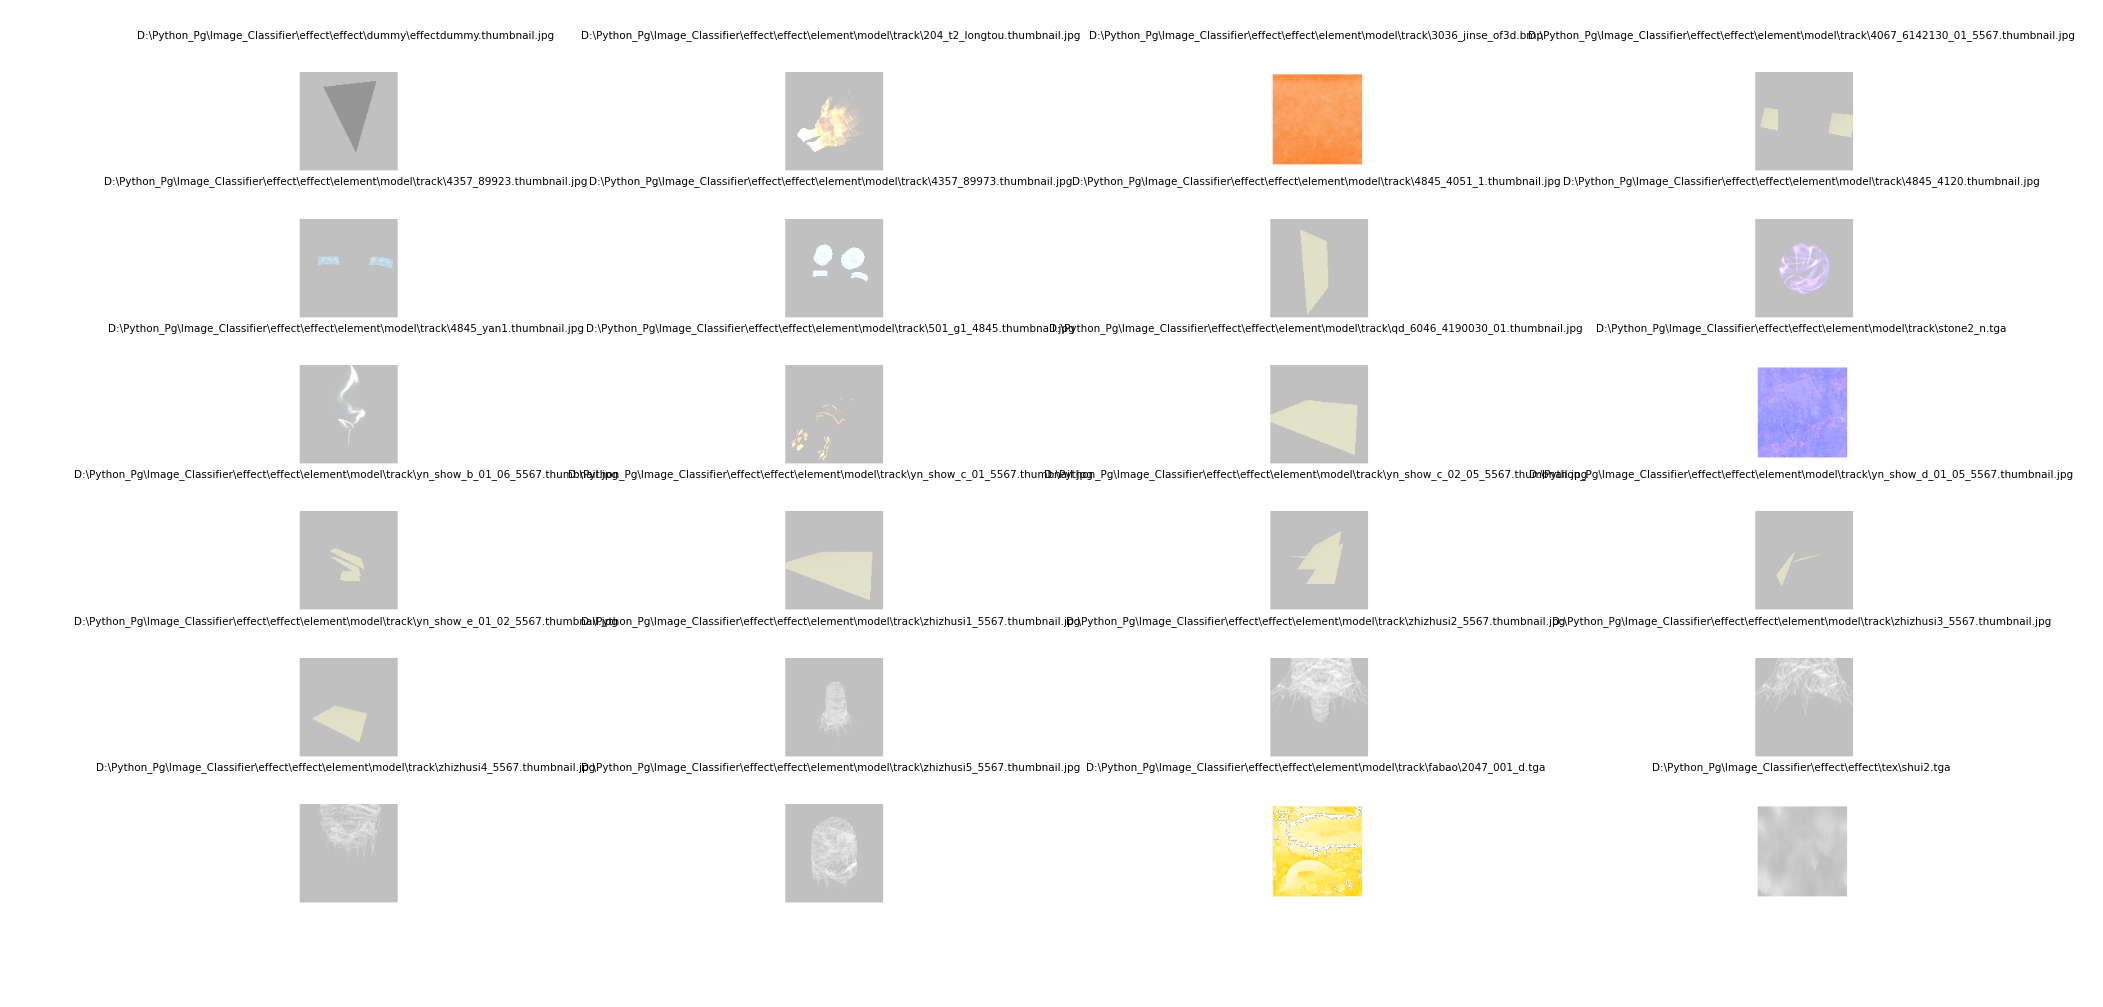 D:\Python_Pg\Image_Classifier\effect\effect\dummy\effectdummy.thumbnail.jpg
D:\Python_Pg\Image_Classifier\effect\effect\element\model\track\204_t2_longtou.thumbnail.jpg
D:\Python_Pg\Image_Classifier\effect\effect\element\model\track\3036_jinse_of3d.bmp
D:\Python_Pg\Image_Classifier\effect\effect\element\model\track\4067_6142130_01_5567.thumbnail.jpg
D:\Python_Pg\Image_Classifier\effect\effect\element\model\track\4357_89923.thumbnail.jpg
D:\Python_Pg\Image_Classifier\effect\effect\element\model\track\4357_89973.thumbnail.jpg
D:\Python_Pg\Image_Classifier\effect\effect\element\model\track\4845_4051_1.thumbnail.jpg
D:\Python_Pg\Image_Classifier\effect\effect\element\model\track\4845_4120.thumbnail.jpg
D:\Python_Pg\Image_Classifier\effect\effect\element\model\track\4845_yan1.thumbnail.jpg
D:\Python_Pg\Image_Classifier\effect\effect\element\model\track\501_g1_4845.thumbnail.jpg
D:\Python_Pg\Image_Classifier\effect\effect\element\model\track\qd_6046_4190030_01.thumbnail.jpg
D:\Python_Pg\Image_Classifier\effect\effect\element\model\track\stone2_n.tga
D:\Python_Pg\Image_Classifier\effect\effect\element\model\track\yn_show_b_01_06_5567.thumbnail.jpg
D:\Python_Pg\Image_Classifier\effect\effect\element\model\track\yn_show_c_01_5567.thumbnail.jpg
D:\Python_Pg\Image_Classifier\effect\effect\element\model\track\yn_show_c_02_05_5567.thumbnail.jpg
D:\Python_Pg\Image_Classifier\effect\effect\element\model\track\yn_show_d_01_05_5567.thumbnail.jpg
D:\Python_Pg\Image_Classifier\effect\effect\element\model\track\yn_show_e_01_02_5567.thumbnail.jpg
D:\Python_Pg\Image_Classifier\effect\effect\element\model\track\zhizhusi1_5567.thumbnail.jpg
D:\Python_Pg\Image_Classifier\effect\effect\element\model\track\zhizhusi2_5567.thumbnail.jpg
D:\Python_Pg\Image_Classifier\effect\effect\element\model\track\zhizhusi3_5567.thumbnail.jpg
D:\Python_Pg\Image_Classifier\effect\effect\element\model\track\zhizhusi4_5567.thumbnail.jpg
D:\Python_Pg\Image_Classifier\effect\effect\element\model\track\zhizhusi5_5567.thumbnail.jpg
D:\Python_Pg\Image_Classifier\effect\effect\element\model\track\fabao\2047_001_d.tga
D:\Python_Pg\Image_Classifier\effect\effect\tex\shui2.tga